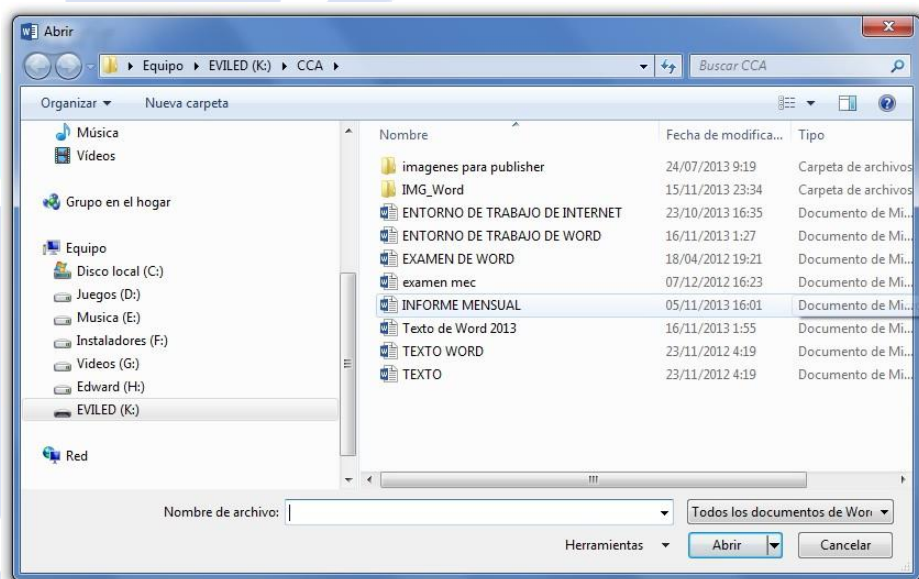 Abrir
Equipo EVILED (K:) CCA
Buscar CCA
Organizar Nueva carpeta
Música
Vídeos
Grupo en el hogar
Equipo
Disco local (C:)
Juegos (D:)
Musica (E:)
Instaladores (F:)
Videos (G:)
Edward (H:)
EVILED (K:)
Red
Nombre Fecha de modifica... Tipo
imagenes para publisher 24/07/2013 9:19 Carpeta de archivos
IMG_Word 15/11/2013 23:34 Carpeta de archivos
ENTORNO DE TRABAJO DE INTERNET 23/10/2013 16:35 Documento de Mi...
ENTORNO DE TRABAJO DE WORD 16/11/2013 1:27 Documento de Mi...
EXAMEN DE WORD 18/04/2012 19:21 Documento de Mi...
examen mec 07/12/2012 16:23 Documento de Mi...
INFORME MENSUAL 05/11/2013 16:01 Documento de Mi...
Texto de Word 2013 16/11/2013 1:55 Documento de Mi...
TEXTO WORD 23/11/2012 4:19 Documento de Mi...
TEXTO 23/11/2012 4:19 Documento de Mi...
Nombre de archivo: Todos los documentos de Wor
Herramientas Abrir Cancelar